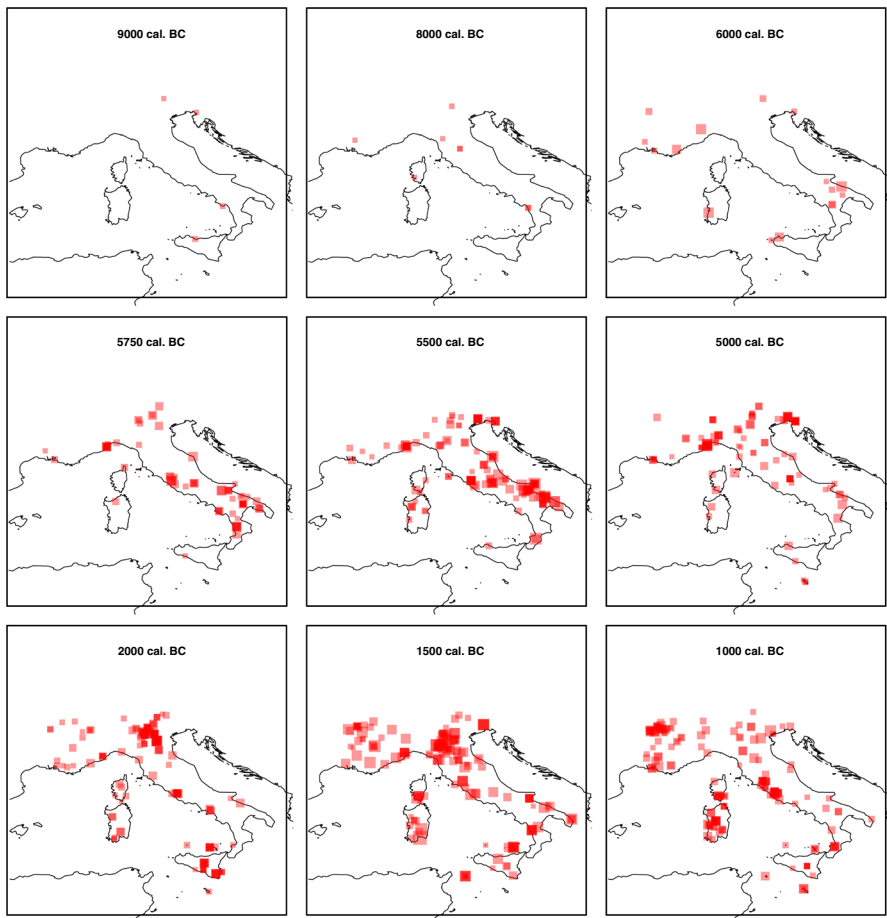 9000 cal. BC
8000 cal. BC
6000 cal. BC
5750 cal. BC
5500 cal. BC
5000 cal. BC
2000 cal. BC
1500 cal. BC
1000 cal. BC